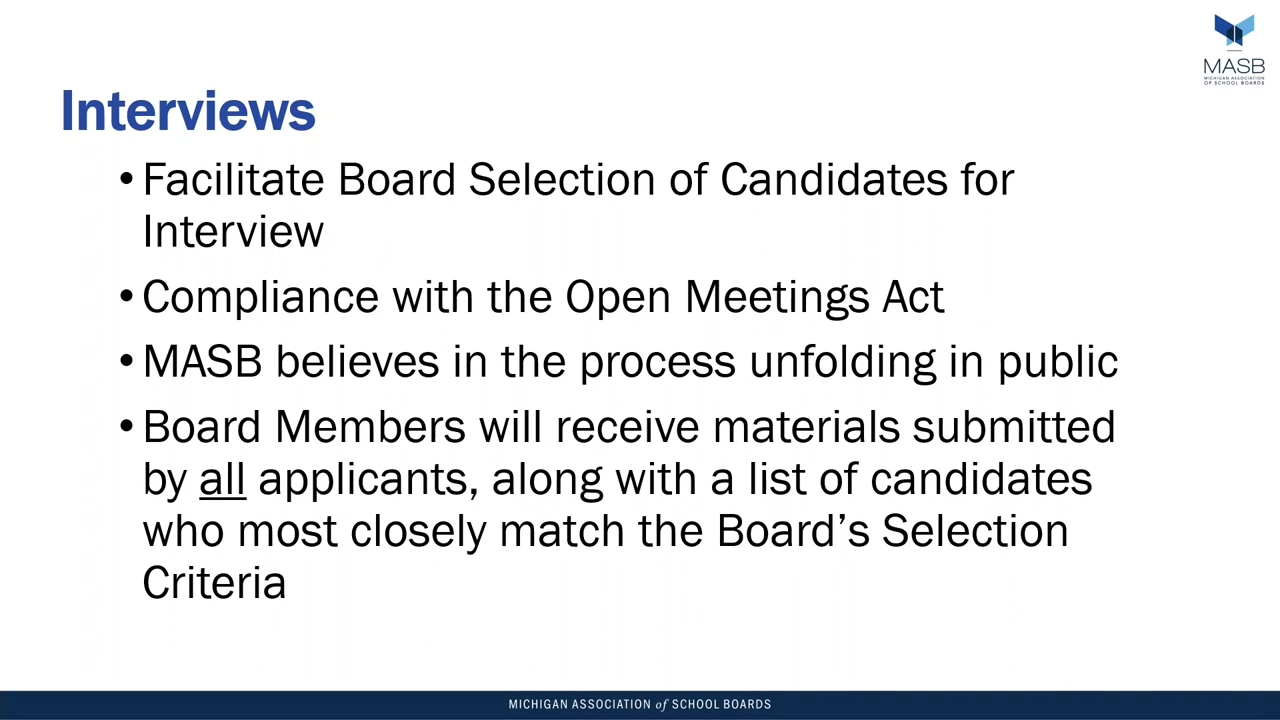 MASB
MICHIGAN ASSOCIATION
OF SCHOOL BOARDS
Interviews
• Facilitate Board Selection of Candidates for
Interview
• Compliance with the Open Meetings Act
• MASB believes in the process unfolding in public
• Board Members will receive materials submitted
by all applicants, along with a list of candidates
who most closely match the Board’s Selection
Criteria
MICHIGAN ASSOCIATION of SCHOOL BOARDS